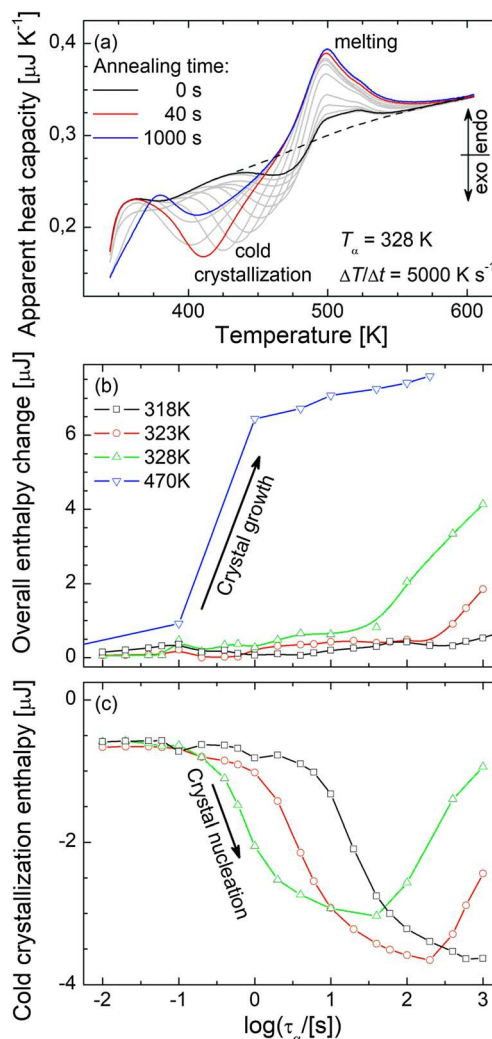 (a)
melting
Annealing time:
0 s
40 s
1000 s
exo endo
cold
crystallization
Tα = 328 K
ΔT/Δt = 5000 K s⁻¹
0,4
0,3
0,2
Apparent heat capacity [µJ K⁻¹]
400 500 600
Temperature [K]
(b)
318K
323K
328K
470K
Crystal growth
6
4
2
0
Overall enthalpy change [µJ]
(c)
Crystal nucleation
0
-2
-4
Cold crystallization enthalpy [µJ]
-2 -1 0 1 2 3
log(τα/[s])